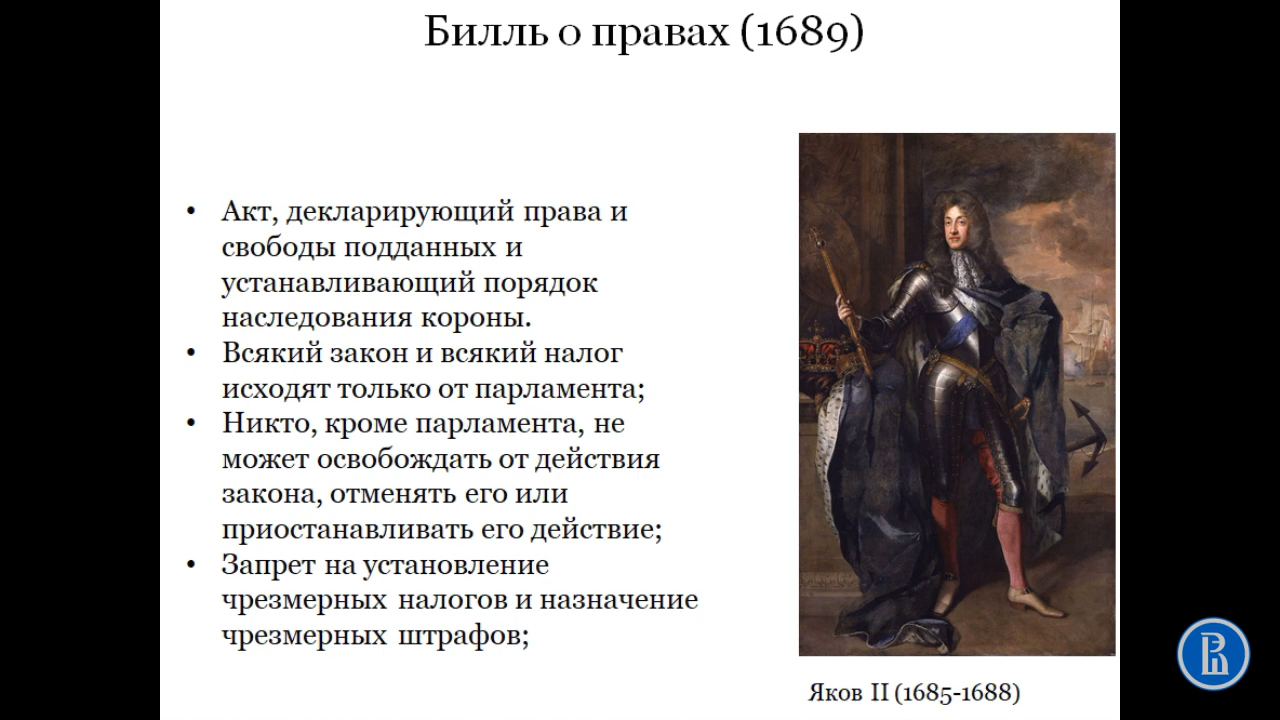 Билль о правах (1689)
• Акт, декларирующий права и
свободы подданных и
устанавливающий порядок
наследования короны.
• Всякий закон и всякий налог
исходят только от парламента;
• Никто, кроме парламента, не
может освобождать от действия
закона, отменять его или
приостанавливать его действие;
• Запрет на установление
чрезмерных налогов и назначение
чрезмерных штрафов;
Яков II (1685-1688)